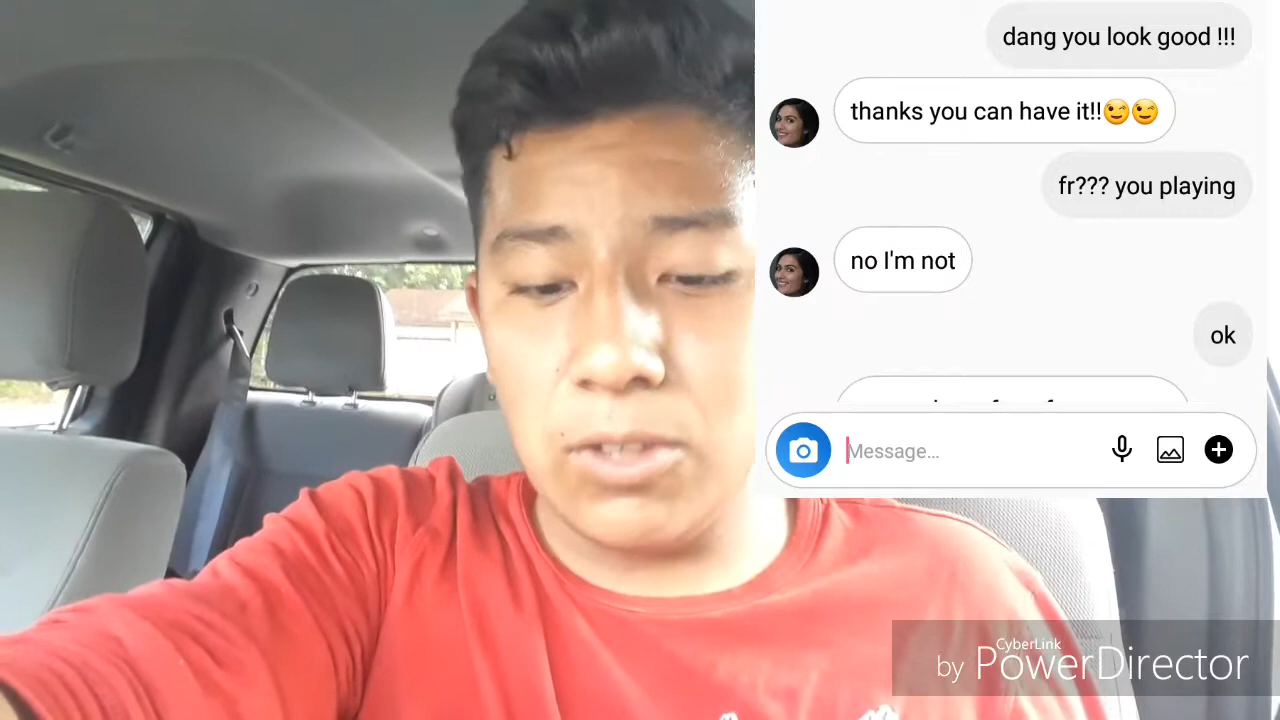 dang you look good !!!
thanks you can have it!!😉😉
fr??? you playing
no I'm not
ok
Message...
CyberLink
by PowerDirector